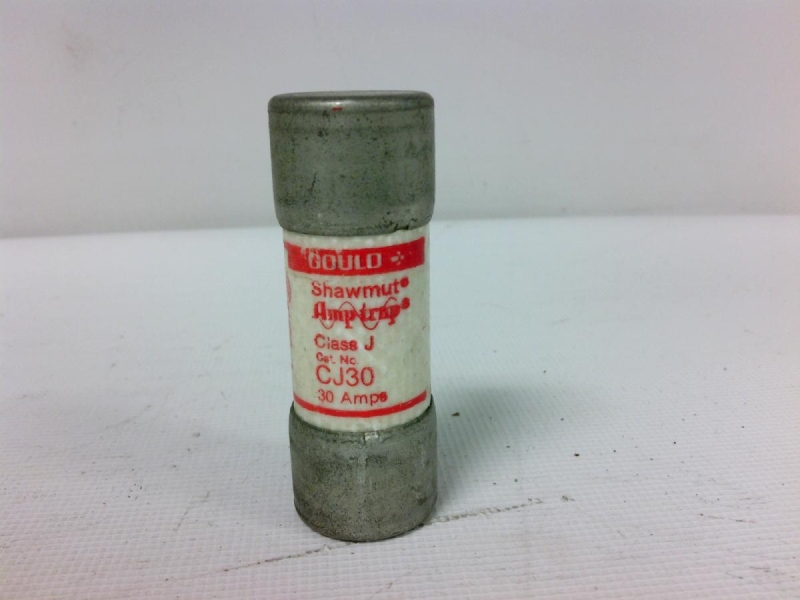 GOULD
Shawmut®
Amp-trap®
Class J
Cat. No.
CJ30
30 Amps